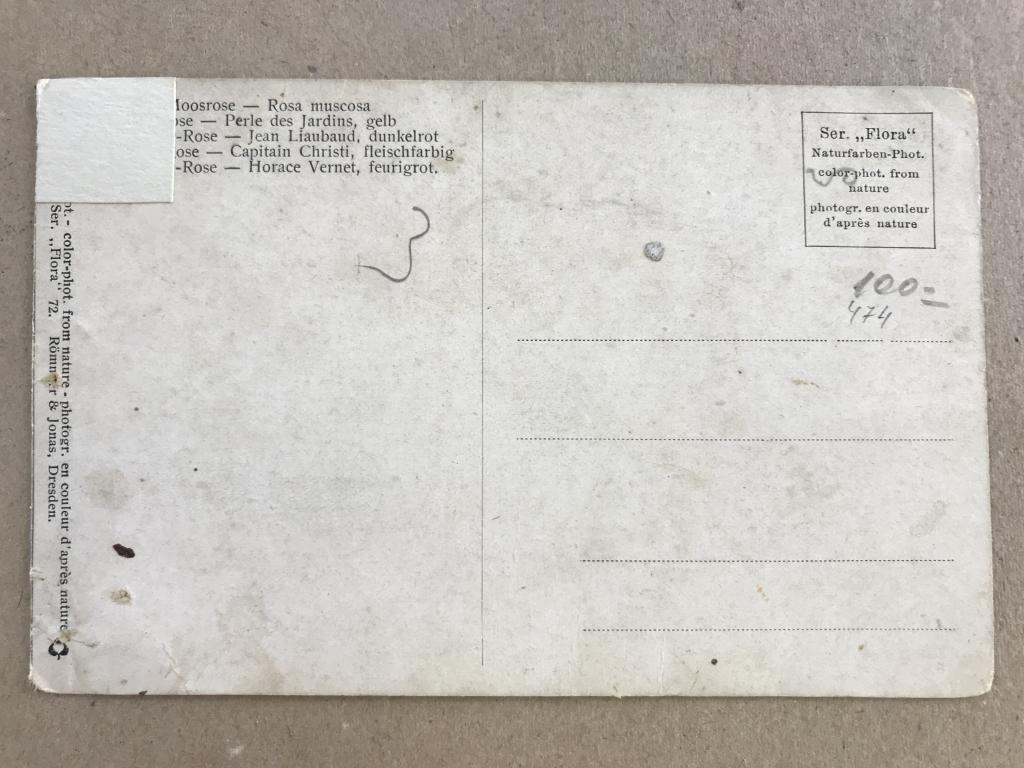 Moosrose — Rosa muscosa
ose — Perle des Jardins, gelb
-Rose — Jean Liaubaud, dunkelrot
ose — Capitain Christi, fleischfarbig
-Rose — Horace Vernet, feurigrot.
Ser. „Flora“
Naturfarben-Phot.
color-phot. from
nature
photogr. en couleur
d'après nature
100=
474
ot. - color-phot. from nature - photogr. en couleur d'après nature
Ser. „Flora“ 72. Römmler & Jonas, Dresden.